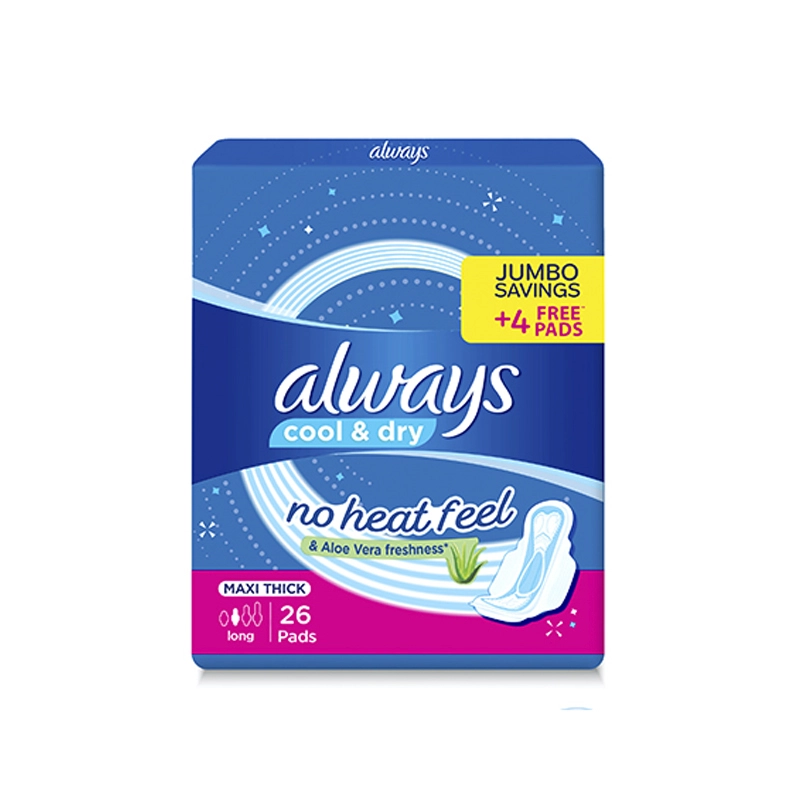 always
JUMBO
SAVINGS
+4 FREE*
PADS
always
cool & dry
no heat feel
& Aloe Vera freshness*
MAXI THICK
long
26
Pads